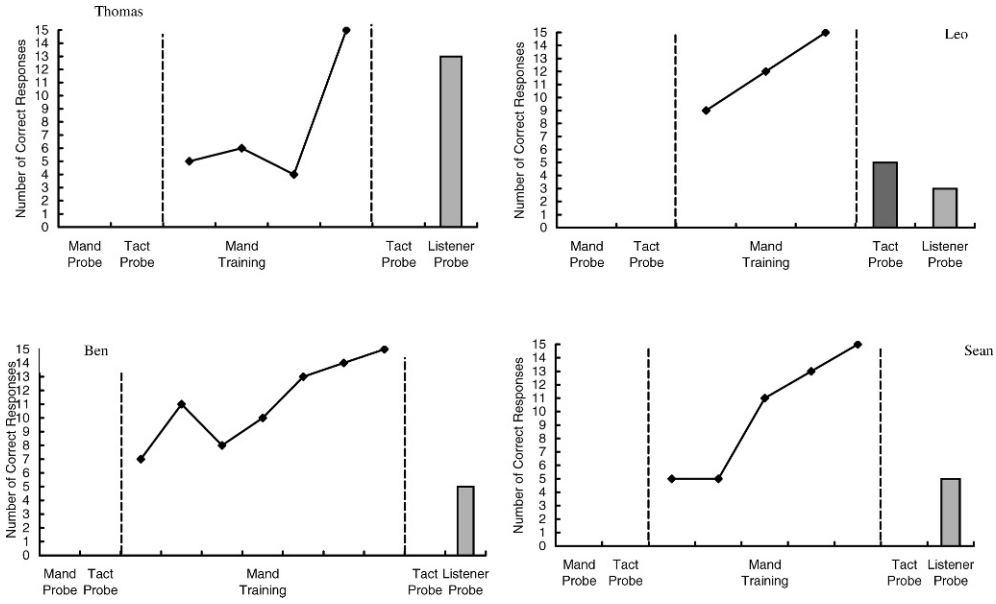 Thomas
Number of Correct Responses
15
14
13
12
11
10
9
8
7
6
5
4
3
2
1
0
Mand Probe
Tact Probe
Mand Training
Tact Probe
Listener Probe
Leo
Number of Correct Responses
15
14
13
12
11
10
9
8
7
6
5
4
3
2
1
0
Mand Probe
Tact Probe
Mand Training
Tact Probe
Listener Probe
Ben
Number of Correct Responses
15
14
13
12
11
10
9
8
7
6
5
4
3
2
1
0
Mand Probe
Tact Probe
Mand Training
Tact Probe
Listener Probe
Sean
Number of Correct Responses
15
14
13
12
11
10
9
8
7
6
5
4
3
2
1
0
Mand Probe
Tact Probe
Mand Training
Tact Probe
Listener Probe